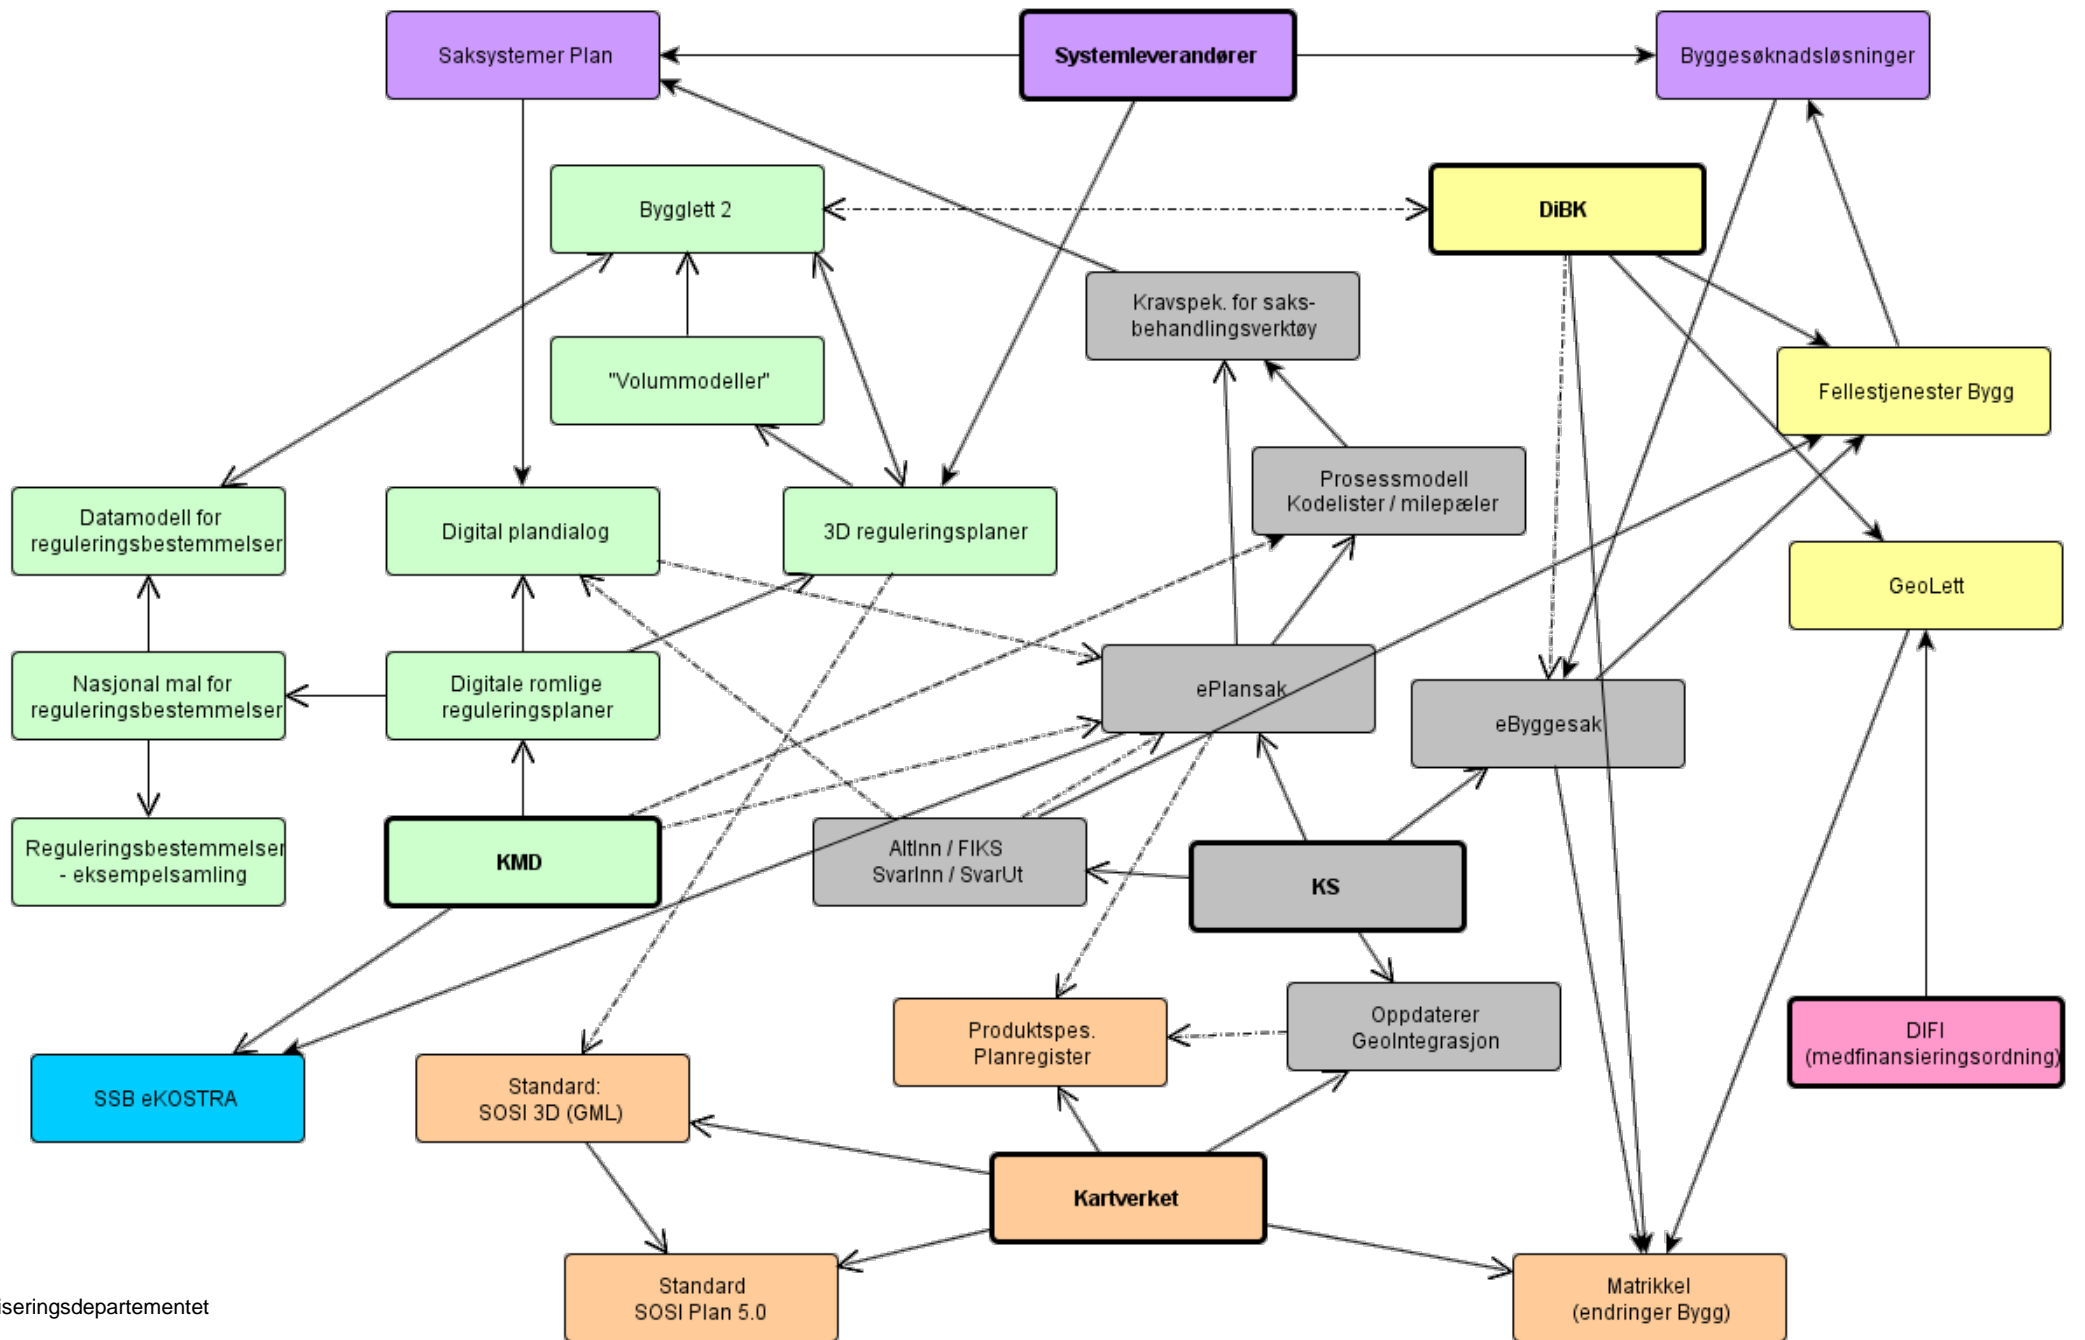 Saksystemer Plan
Systemleverandører
Byggesøknadsløsninger
Bygglett 2
DiBK
Kravspek. for saks-
behandlingsverktøy
"Volummodeller"
Fellestjenester Bygg
Prosessmodell
Kodelister / milepæler
Datamodell for
reguleringsbestemmelser
Digital plandialog
3D reguleringsplaner
GeoLett
Nasjonal mal for
reguleringsbestemmelser
Digitale romlige
reguleringsplaner
ePlansak
eByggesak
Reguleringsbestemmelser
- eksempelsamling
KMD
AltInn / FIKS
SvarInn / SvarUt
KS
Produktspes.
Planregister
Oppdaterer
GeoIntegrasjon
DIFI
(medfinansieringsordning)
SSB eKOSTRA
Standard:
SOSI 3D (GML)
Kartverket
Standard
SOSI Plan 5.0
Matrikkel
(endringer Bygg)
iseringsdepartementet